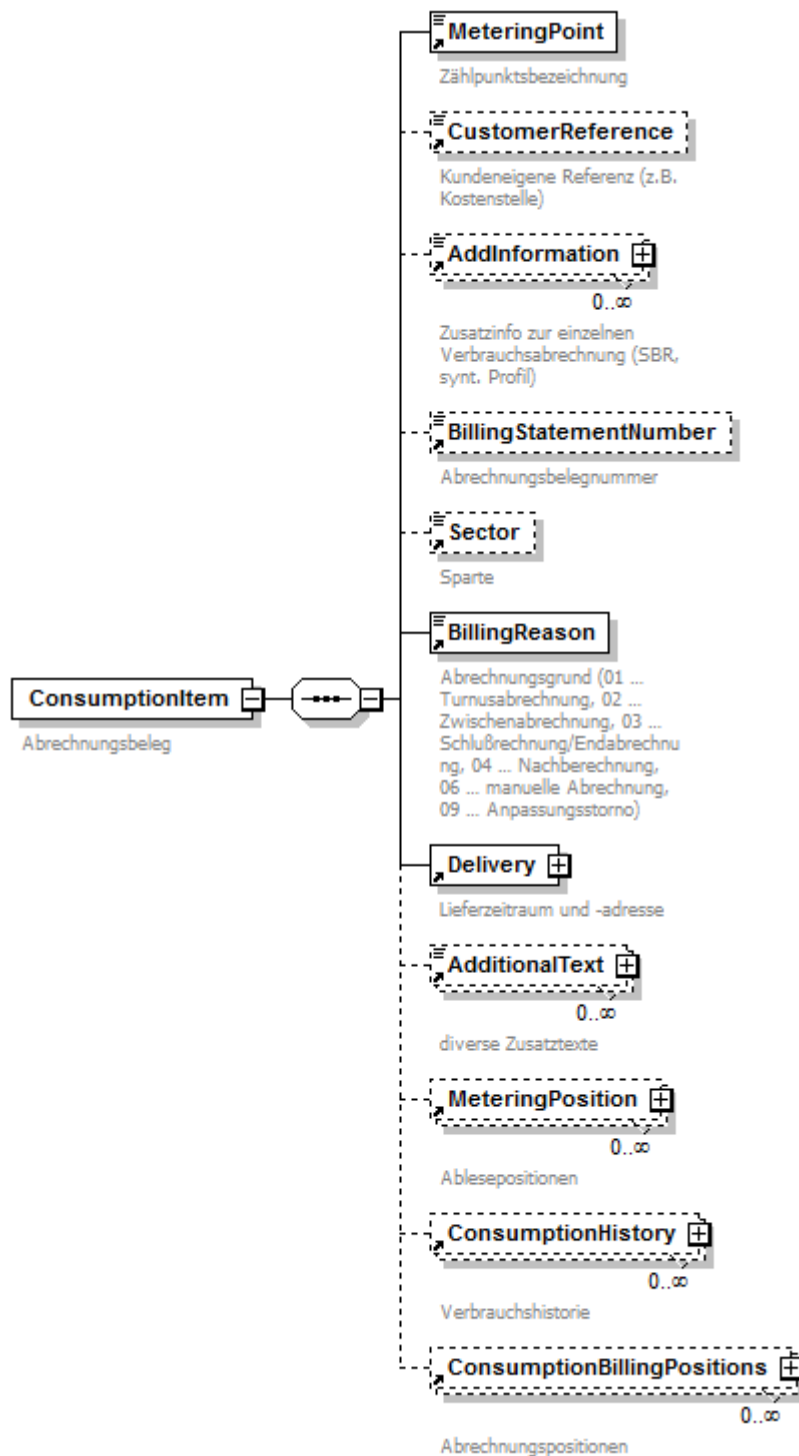 MeteringPoint
Zählpunktsbezeichnung
CustomerReference
Kundeneigene Referenz (z.B.
Kostenstelle)
AddInformation
0..∞
Zusatzinfo zur einzelnen
Verbrauchsabrechnung (SBR,
synt. Profil)
BillingStatementNumber
Abrechnungsbelegnummer
Sector
Sparte
BillingReason
Abrechnungsgrund (01 ...
Turnusabrechnung, 02 ...
Zwischenabrechnung, 03 ...
Schlußrechnung/Endabrechnu
ng, 04 ... Nachberechnung,
06 ... manuelle Abrechnung,
09 ... Anpassungsstorno)
ConsumptionItem
Abrechnungsbeleg
Delivery
Lieferzeitraum und -adresse
AdditionalText
0..∞
diverse Zusatztexte
MeteringPosition
0..∞
Ablesepositionen
ConsumptionHistory
0..∞
Verbrauchshistorie
ConsumptionBillingPositions
0..∞
Abrechnungspositionen